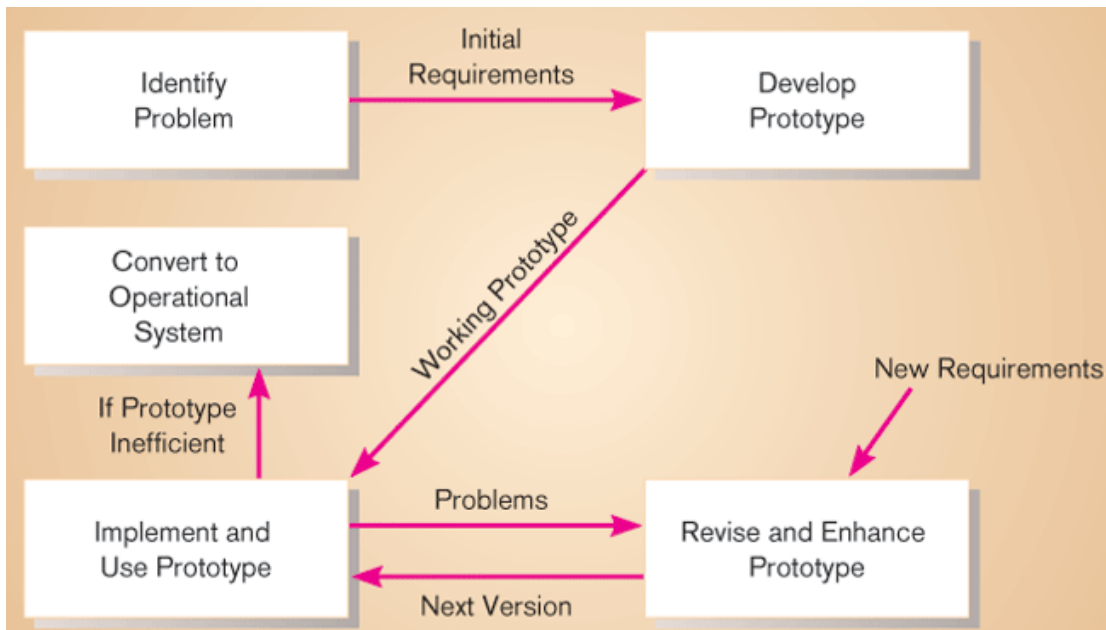 Identify
Problem
Initial
Requirements
Develop
Prototype
Convert to
Operational
System
Working Prototype
New Requirements
If Prototype
Inefficient
Implement and
Use Prototype
Problems
Next Version
Revise and Enhance
Prototype